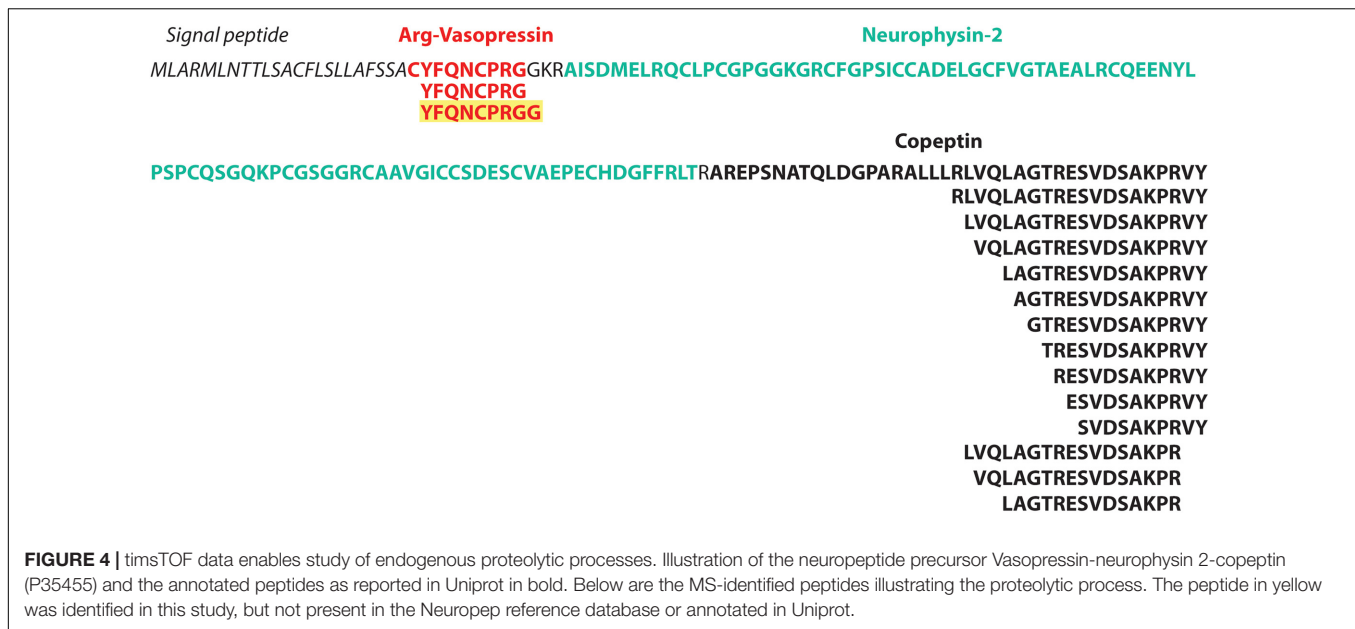 Signal peptide Arg-Vasopressin Neurophysin-2
MLARMLNTTLSACFLSLLAFSSACYFQNCPRGGKRAISDMELRQCLPCGPGGKGRCFGPSICCADELGCFVGTAEALRCQEENYL
YFQNCPRG
YFQNCPRGG
Copeptin
PSPCQSGQKPCGSGGRCAAVGICCSDESCVAEPECHDGFFRLTRAREPSNATQLDGPARALLLRLVQLAGTRESVDSAKPRVY
RLVQLAGTRESVDSAKPRVY
LVQLAGTRESVDSAKPRVY
VQLAGTRESVDSAKPRVY
LAGTRESVDSAKPRVY
AGTRESVDSAKPRVY
GTRESVDSAKPRVY
TRESVDSAKPRVY
RESVDSAKPRVY
ESVDSAKPRVY
SVDSAKPRVY
LVQLAGTRESVDSAKPR
VQLAGTRESVDSAKPR
LAGTRESVDSAKPR
FIGURE 4 | timsTOF data enables study of endogenous proteolytic processes. Illustration of the neuropeptide precursor Vasopressin-neurophysin 2-copeptin
(P35455) and the annotated peptides as reported in Uniprot in bold. Below are the MS-identified peptides illustrating the proteolytic process. The peptide in yellow
was identified in this study, but not present in the Neuropep reference database or annotated in Uniprot.